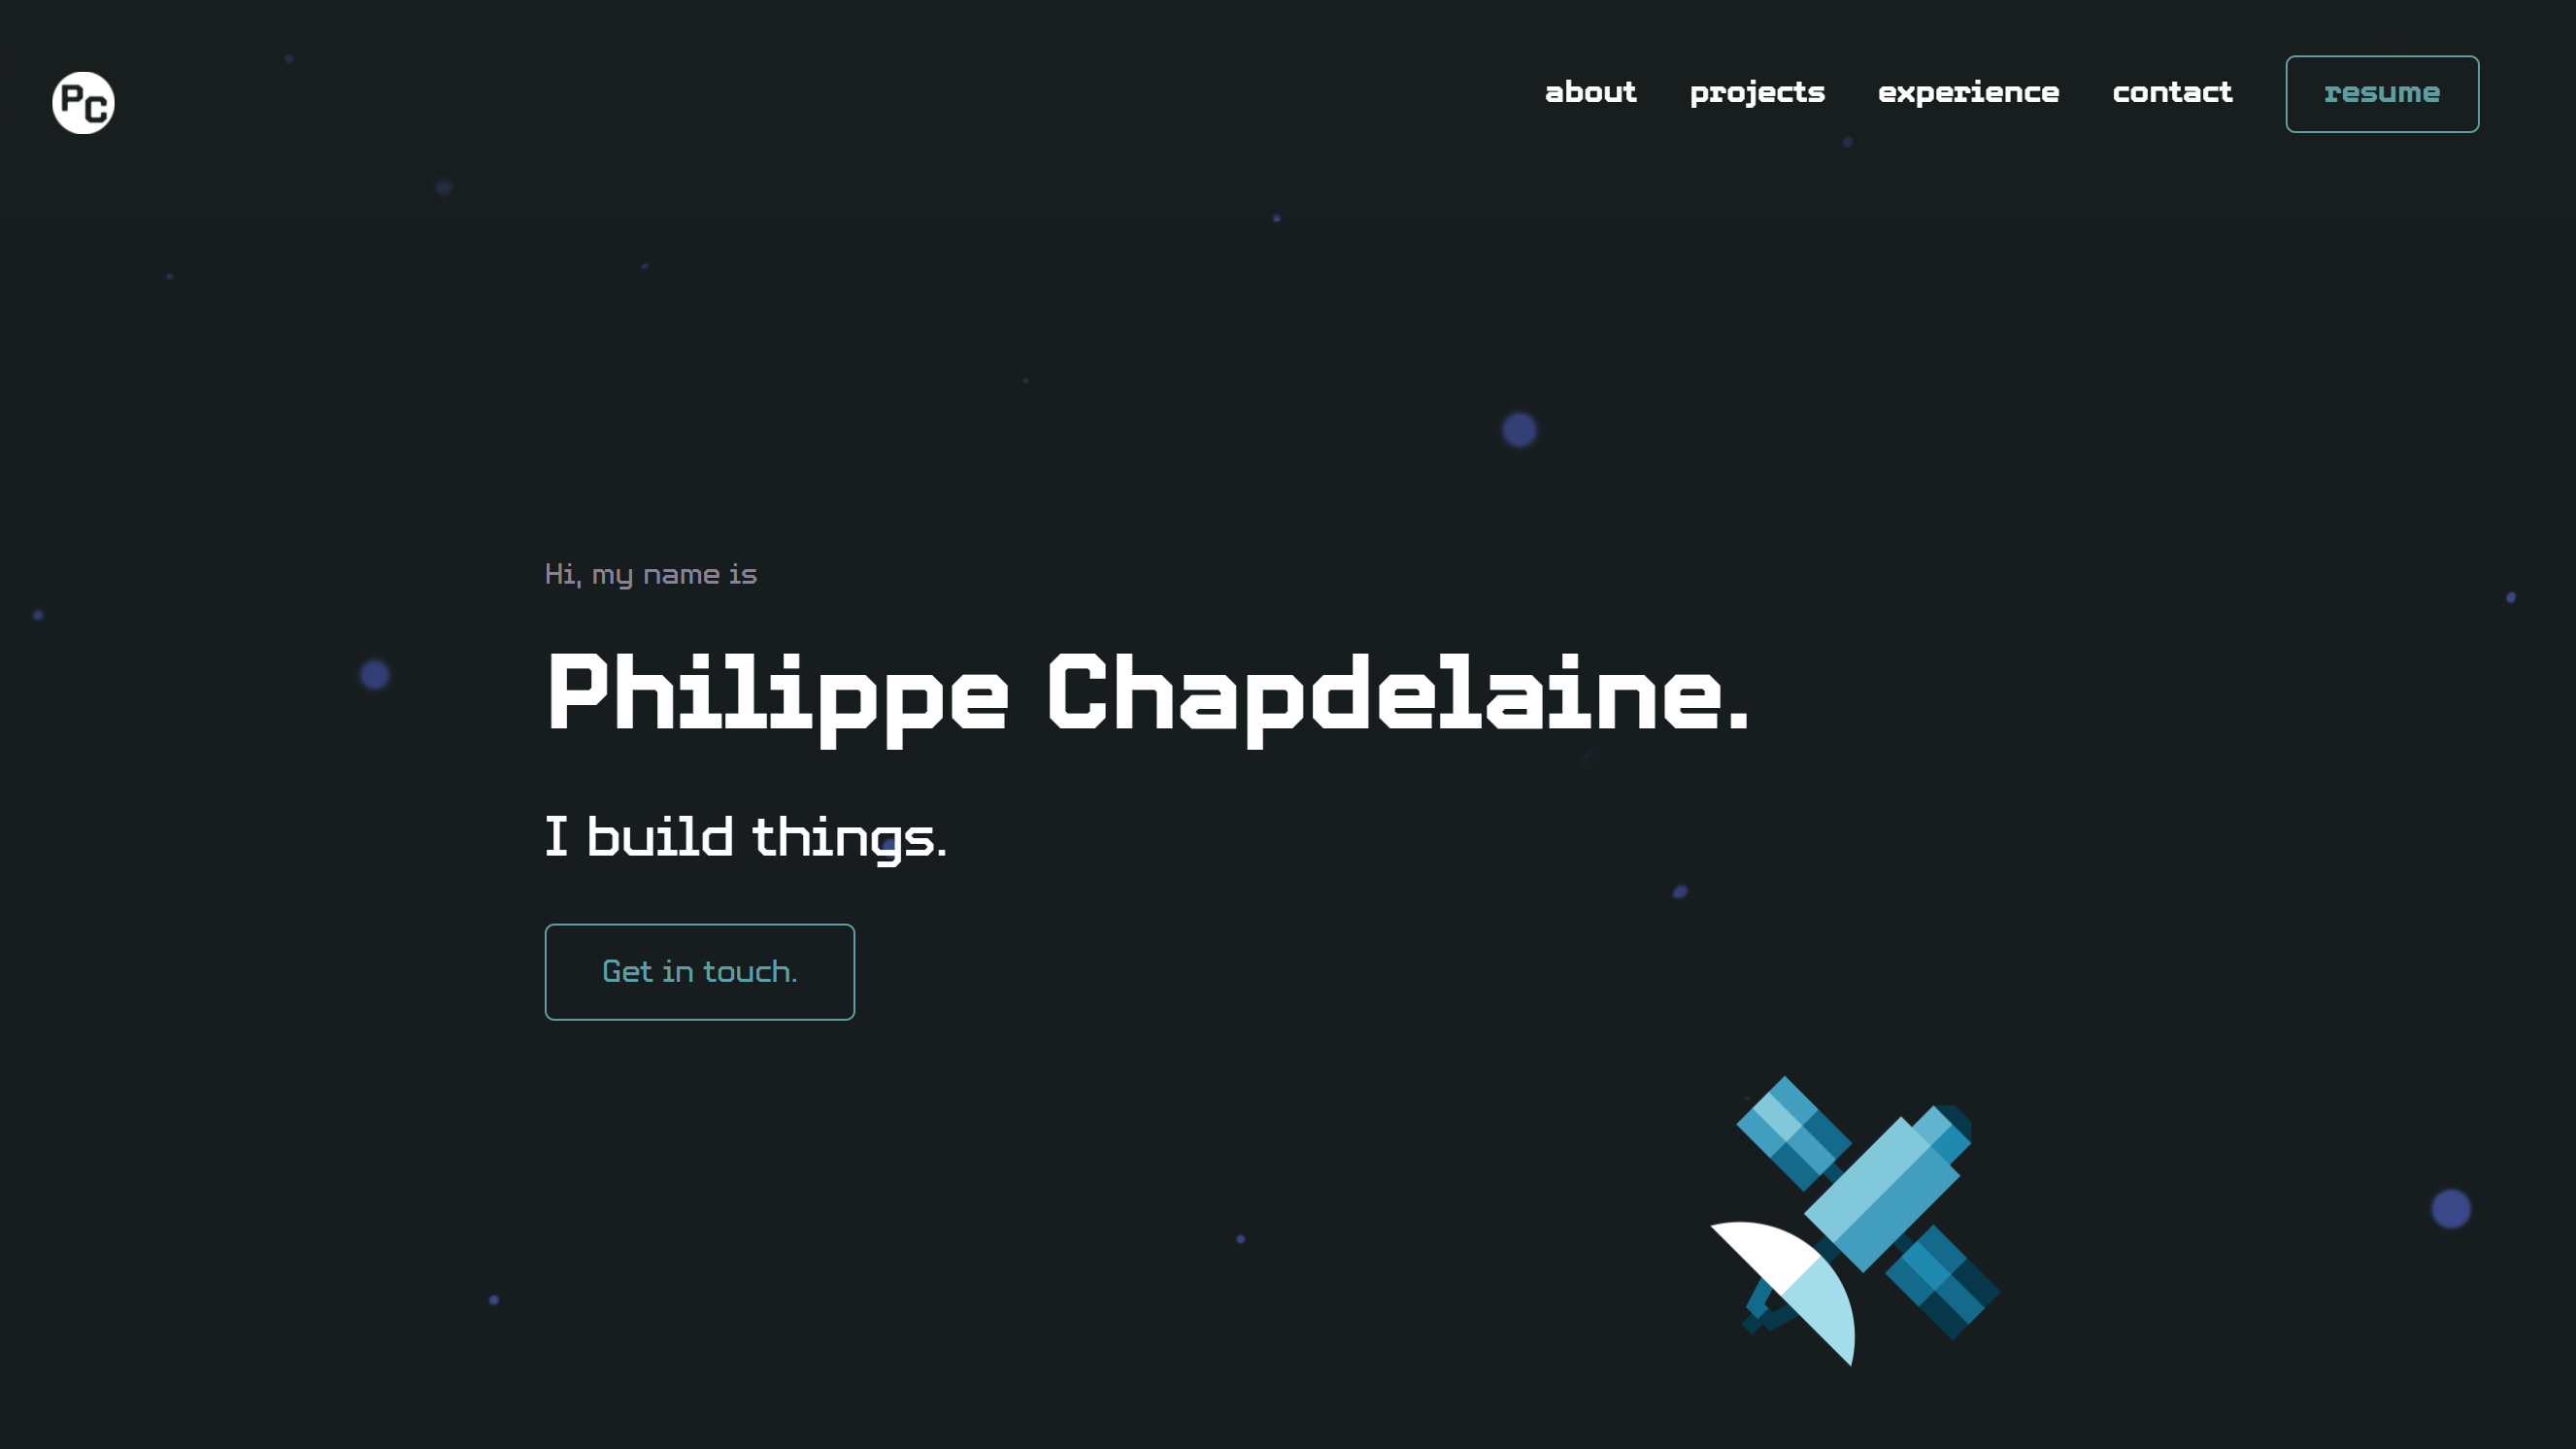 PC
about projects experience contact resume
Hi, my name is
Philippe Chapdelaine.
I build things.
Get in touch.